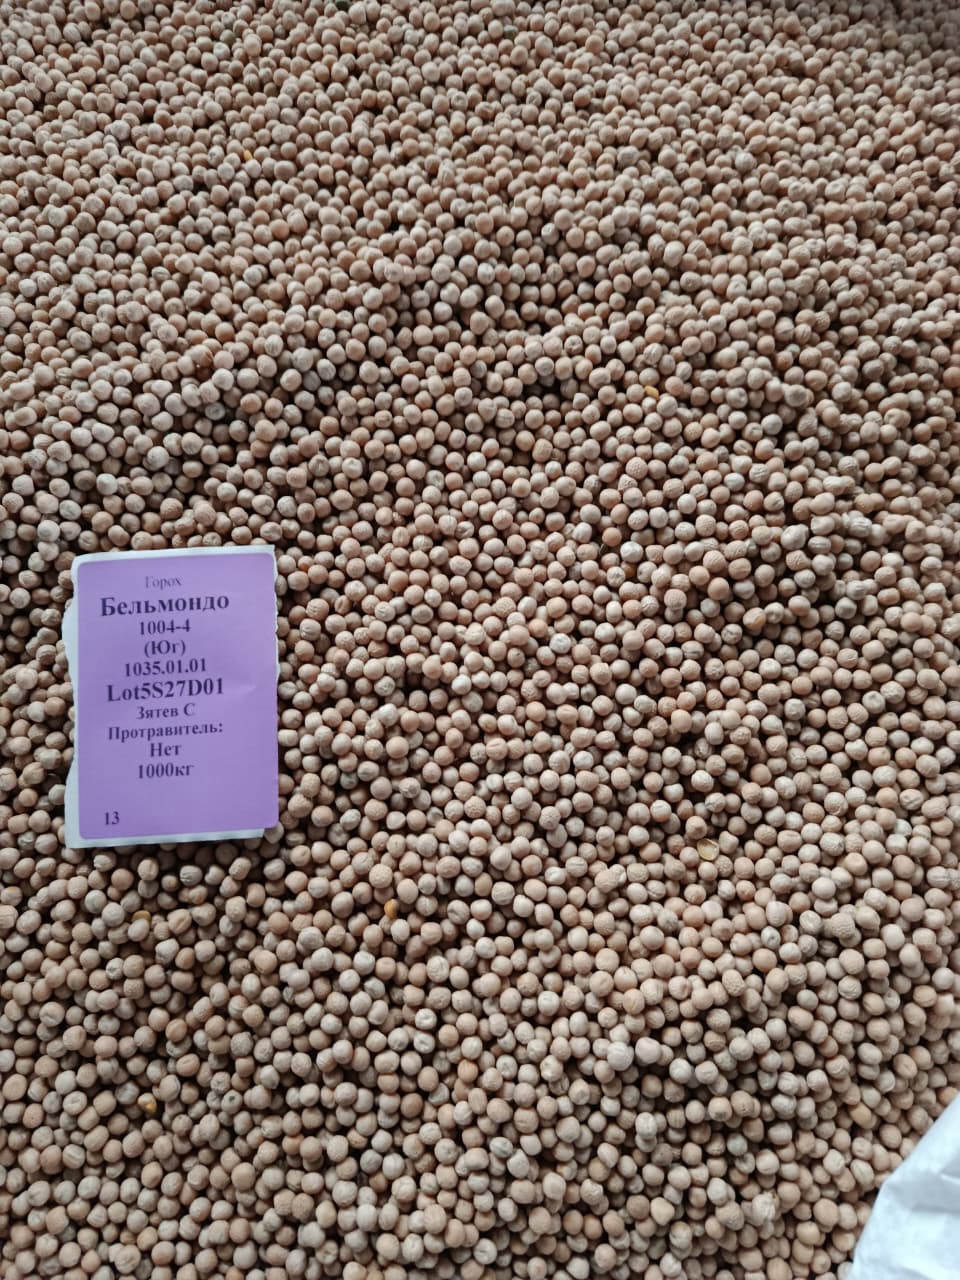 Горох
Бельмондо
1004-4
(Юг)
1035.01.01
Lot5S27D01
Зятев С
Протравитель:
Нет
1000кг
13